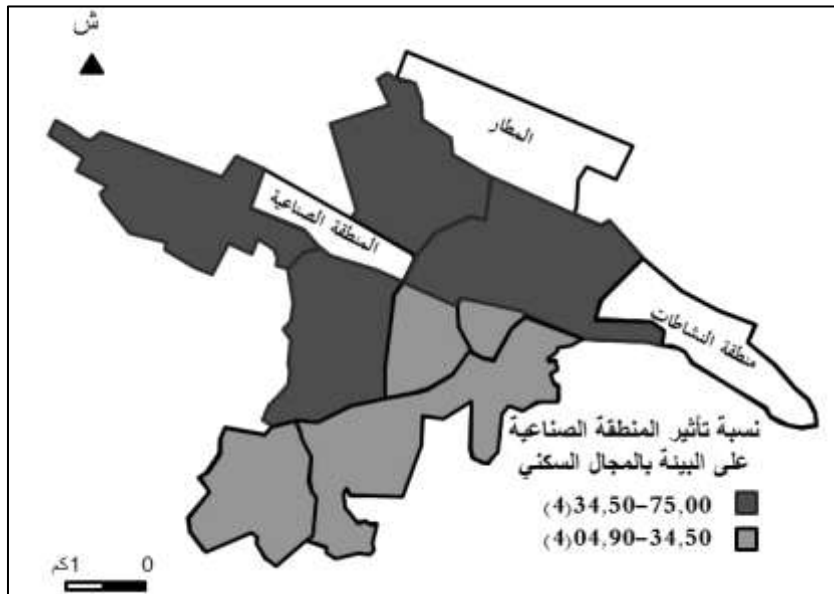 ش
المطار
المنطقة الصناعية
منطقة النشاطات
نسبة تأثير المنطقة الصناعية
على البيئة بالمجال السكني
(4)34,50-75,00
(4)04,90-34,50
1كم 0